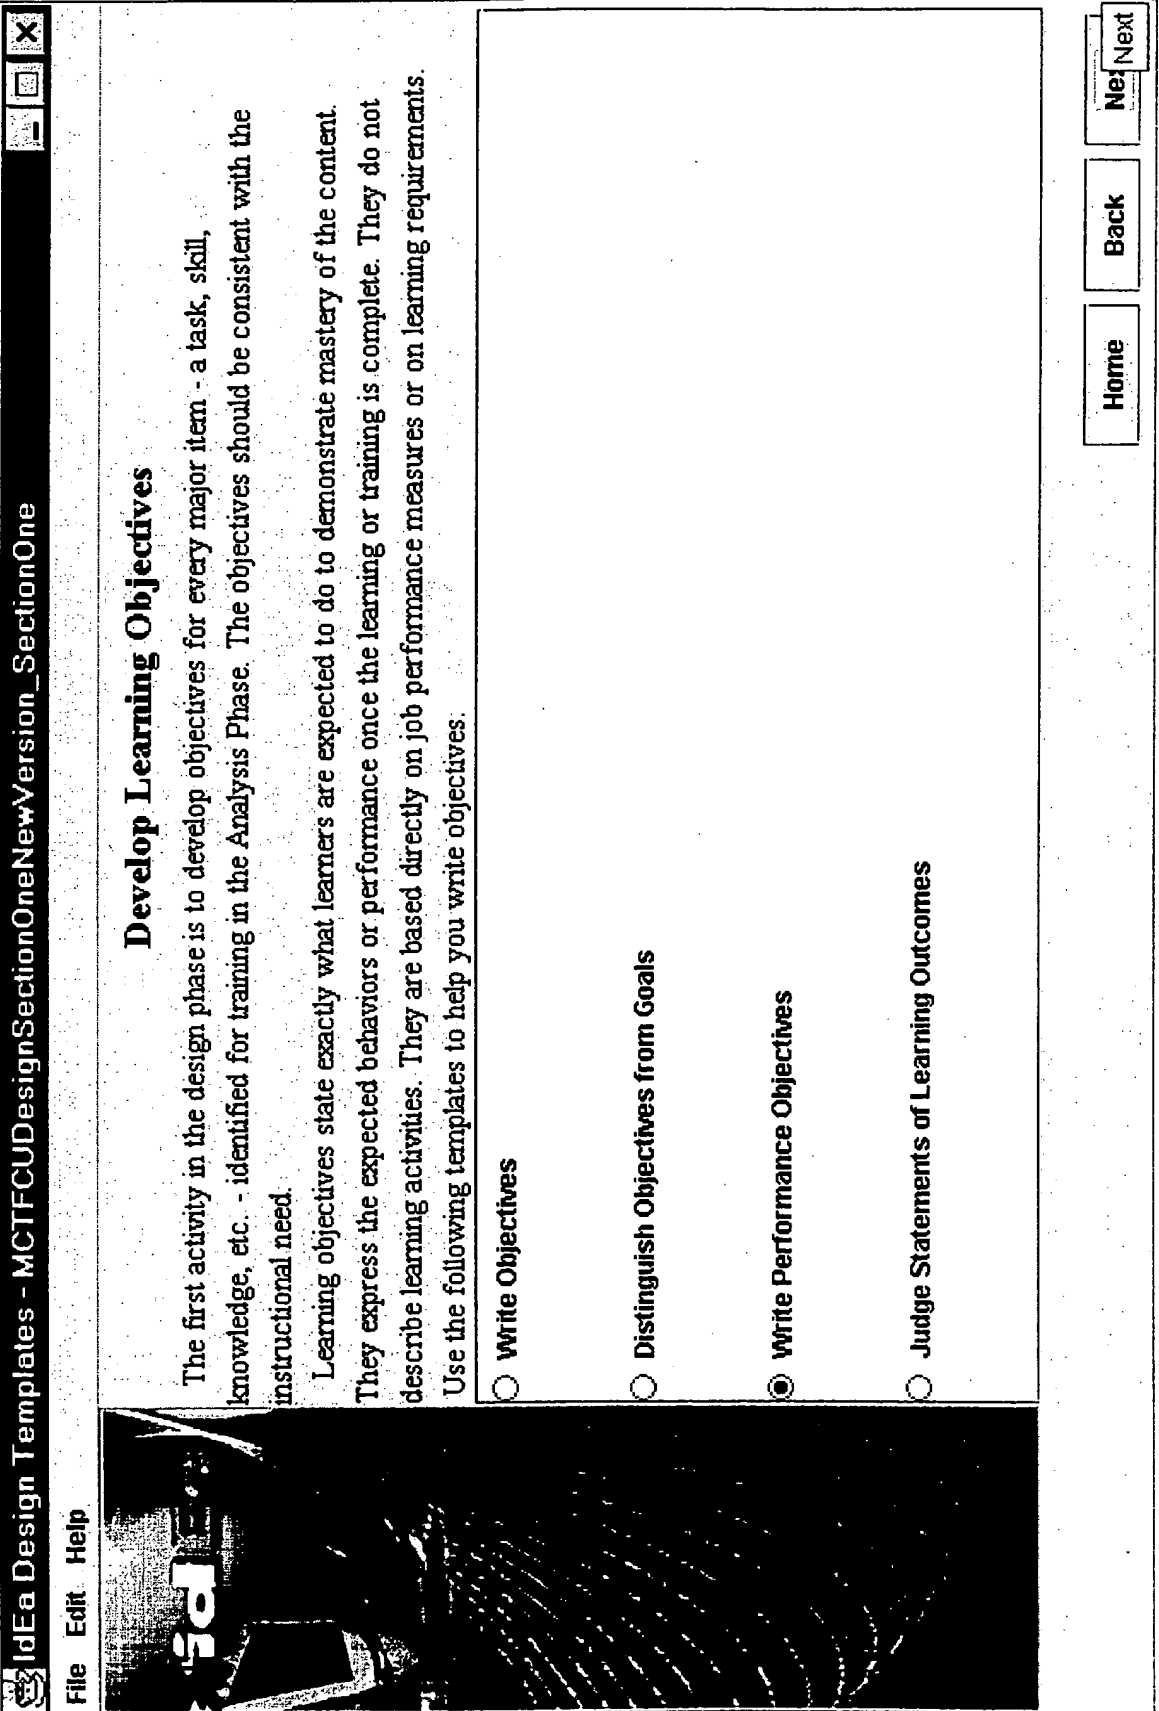 IdEa Design Templates - MCTFCUDesignSectionOneNewVersion_SectionOne
File Edit Help
Develop Learning Objectives
The first activity in the design phase is to develop objectives for every major item - a task, skill,
knowledge, etc. - identified for training in the Analysis Phase. The objectives should be consistent with the
instructional need.
Learning objectives state exactly what learners are expected to do to demonstrate mastery of the content.
They express the expected behaviors or performance once the learning or training is complete. They do not
describe learning activities. They are based directly on job performance measures or on learning requirements.
Use the following templates to help you write objectives.
Write Objectives
Distinguish Objectives from Goals
Write Performance Objectives
Judge Statements of Learning Outcomes
Home Back Nex
Next